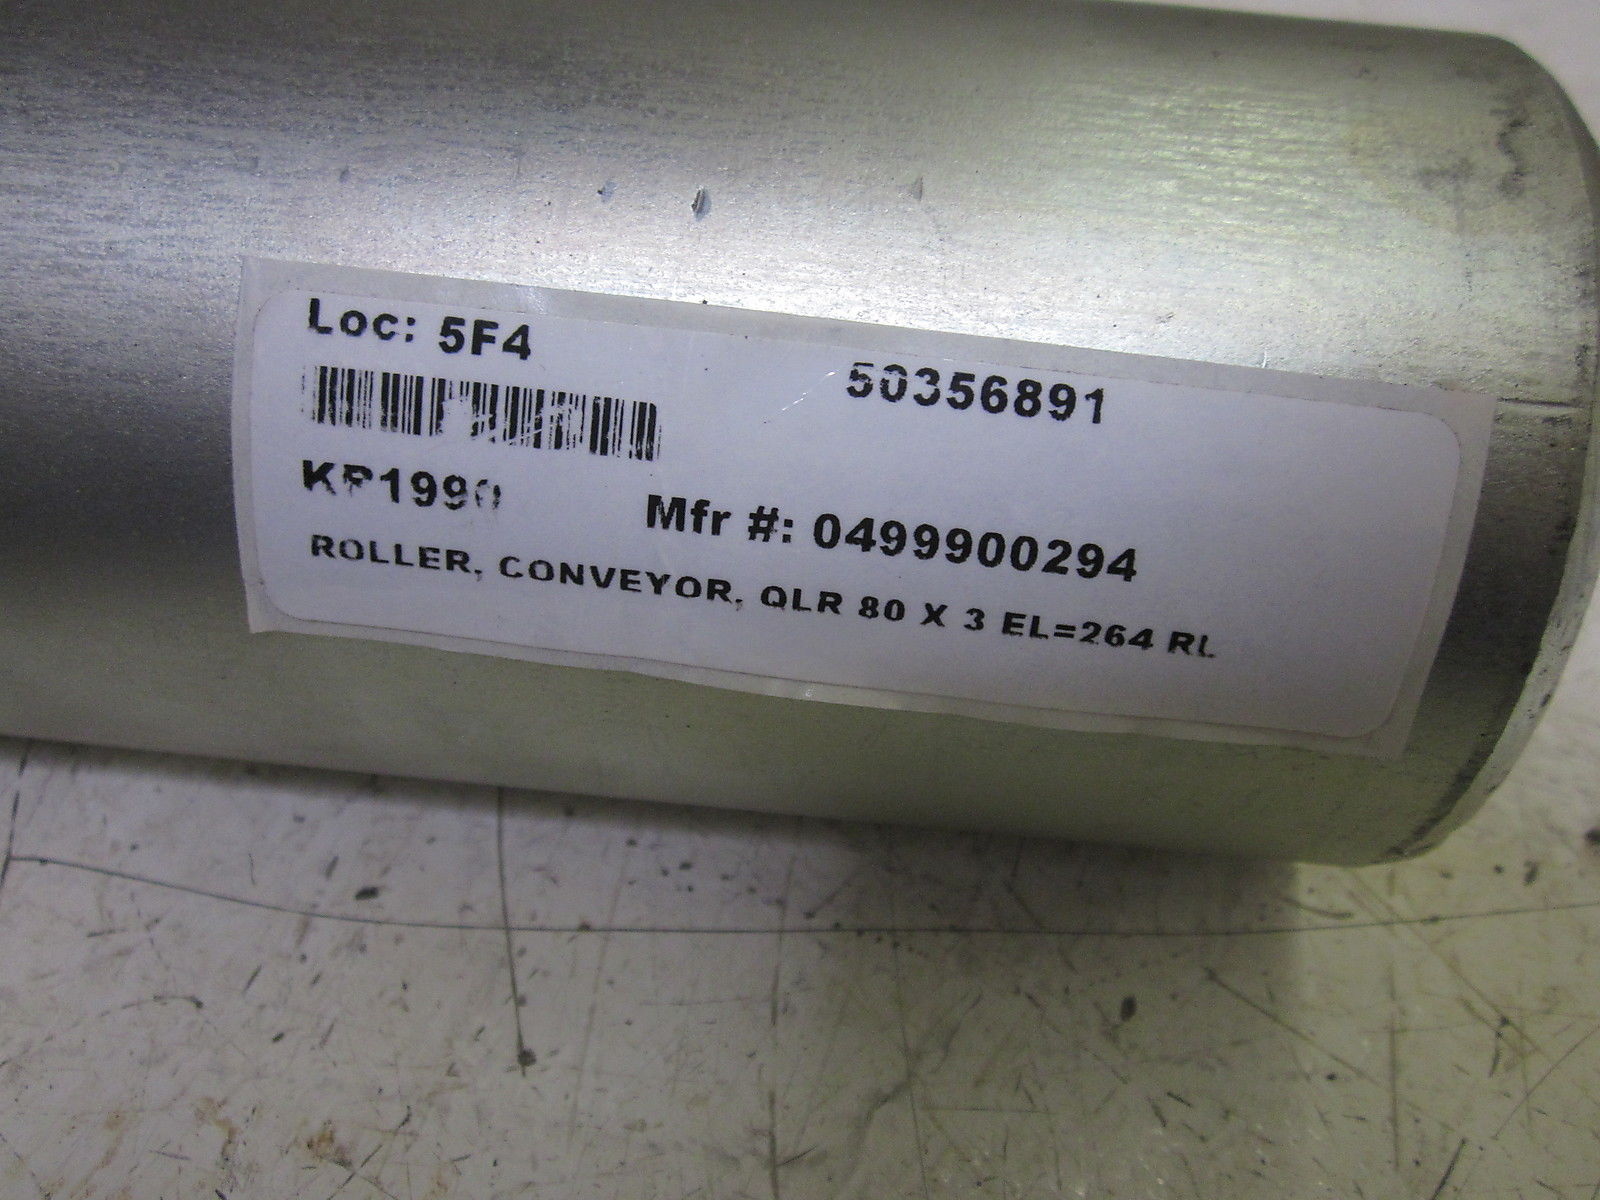 Loc: 5F4
50356891
KP1990
Mfr #: 0499900294
ROLLER, CONVEYOR, QLR 80 X 3 EL=264 RL